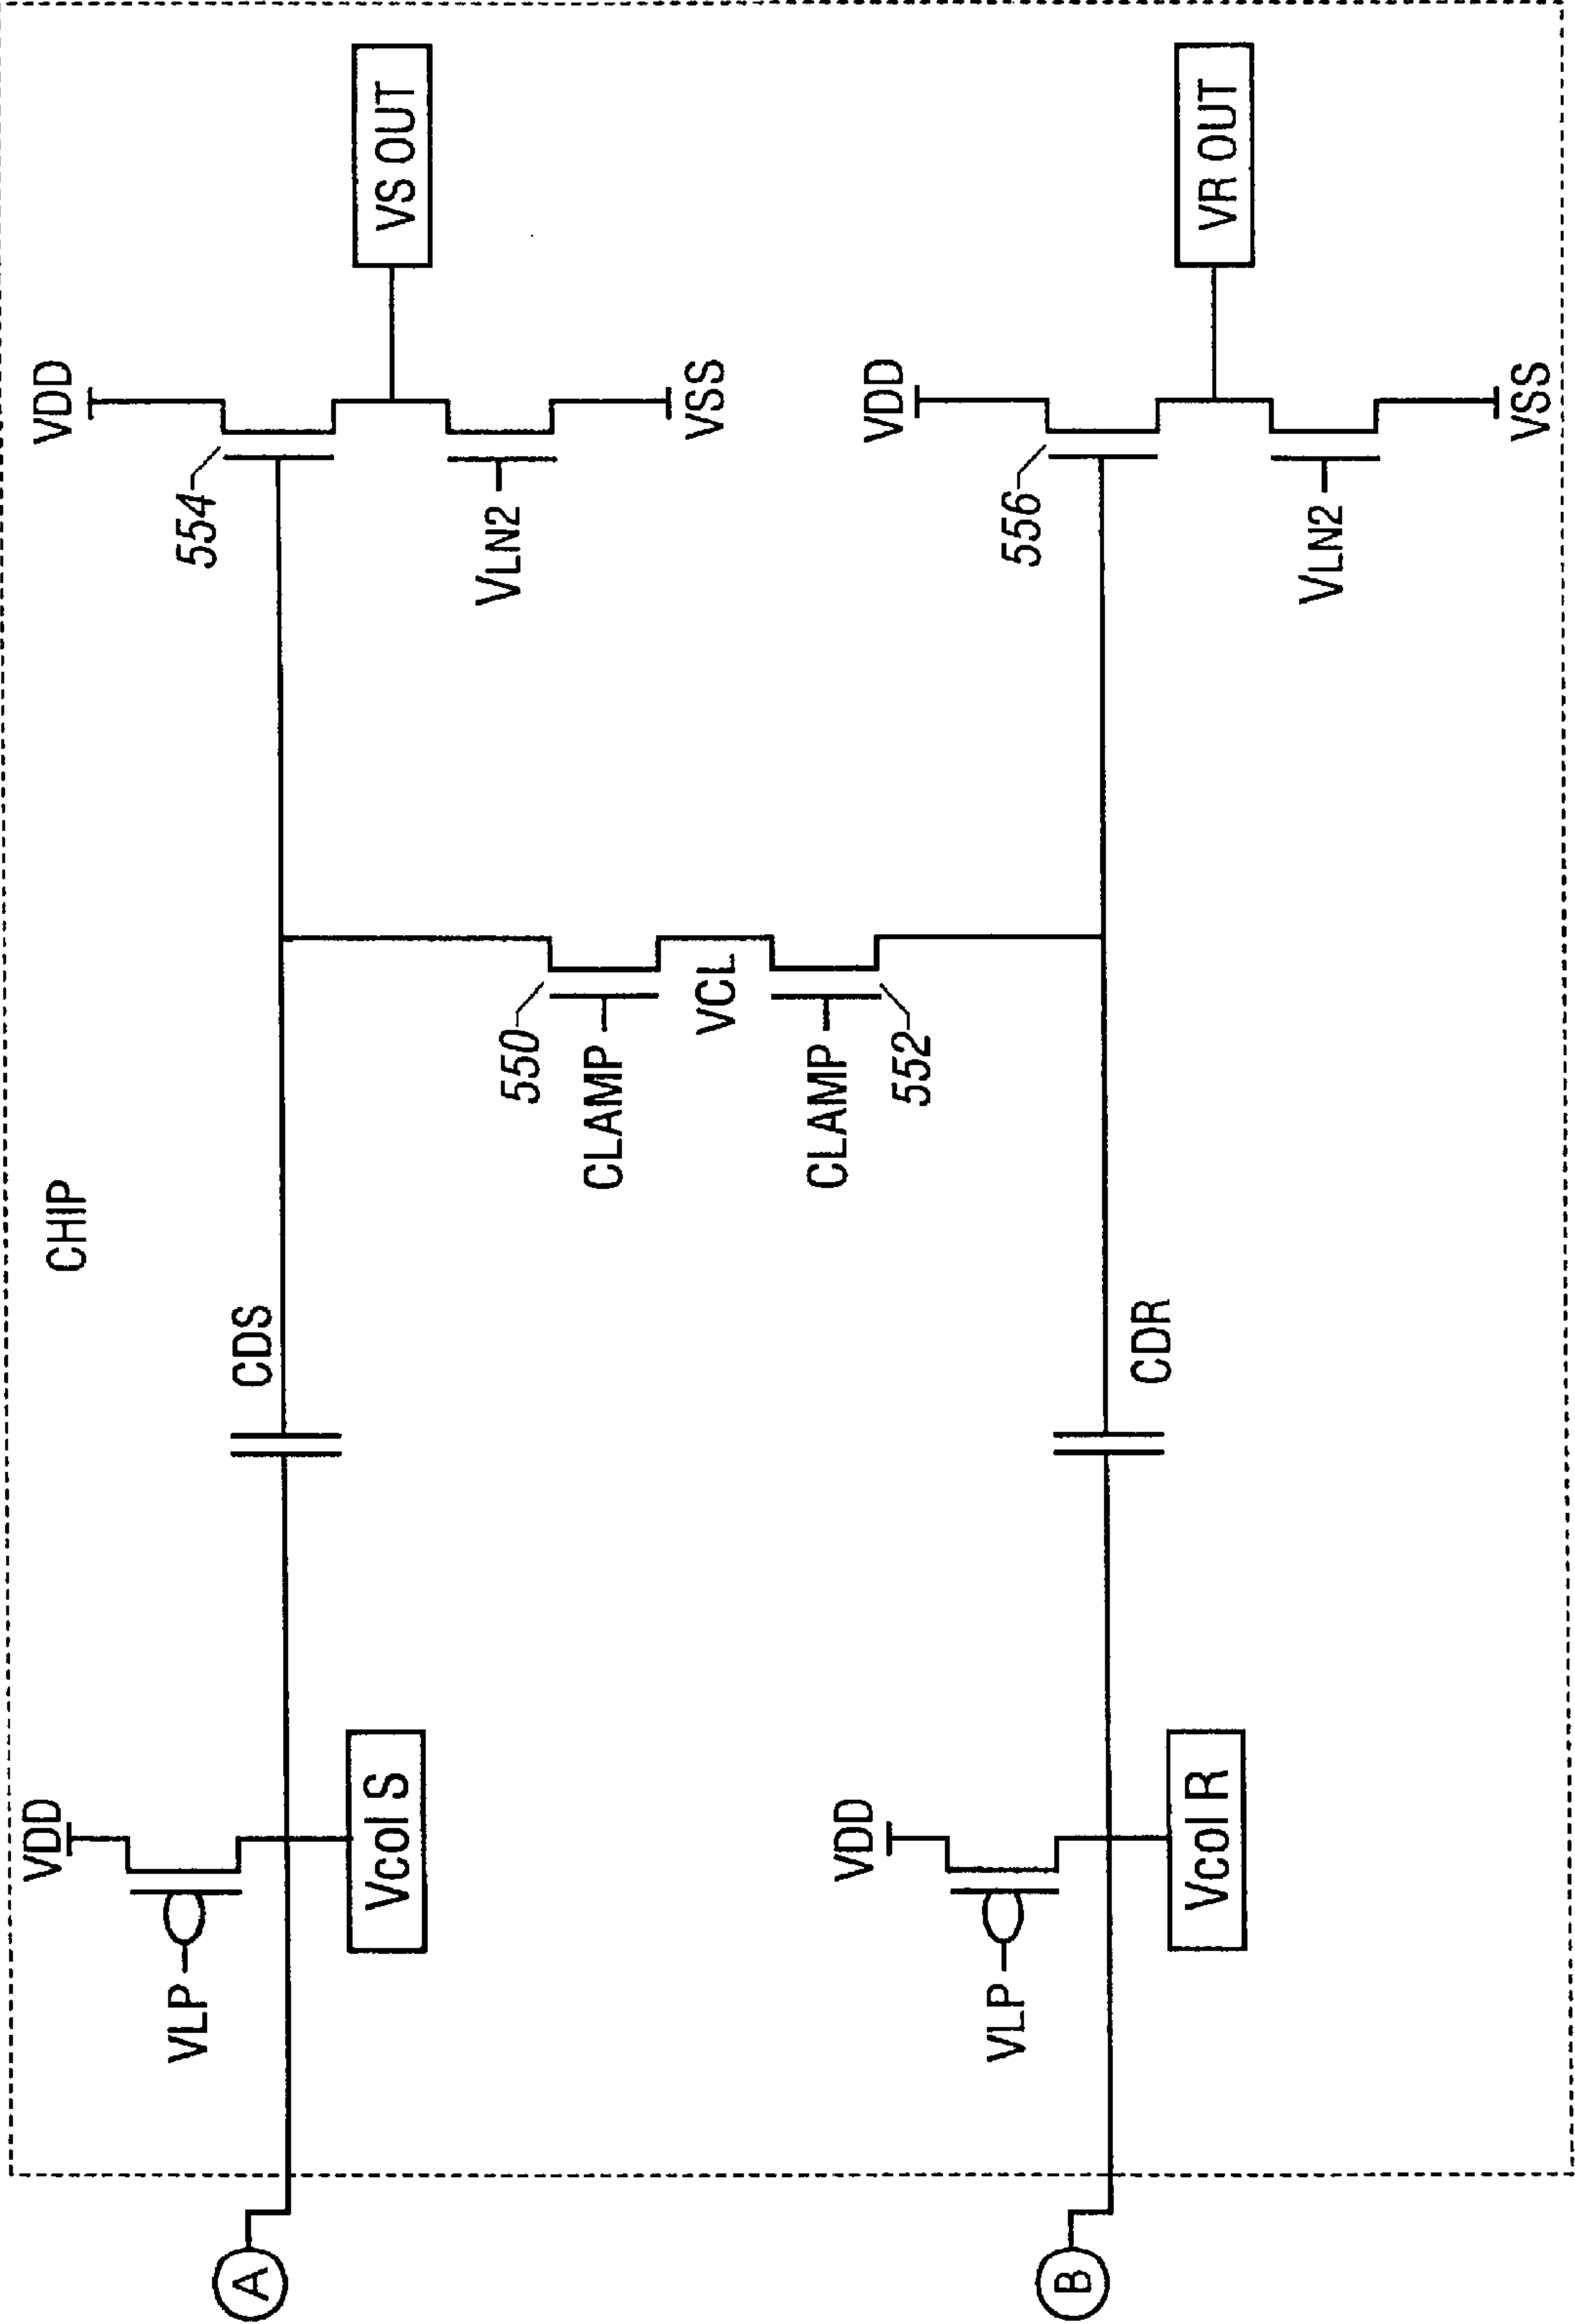 VDD
CHIP
VDD
VLP
554
A
CDS
Vcol S
VS OUT
550
VLN2
CLAMP
VCL
VSS
CLAMP
VDD
VDD
552
VLP
556
B
CDR
Vcol R
VR OUT
VLN2
VSS